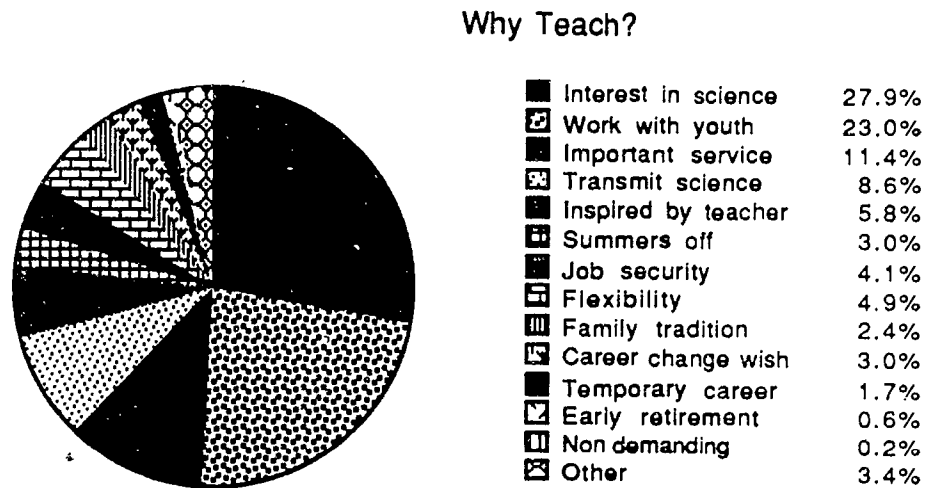 Why Teach?
Interest in science 27.9%
Work with youth 23.0%
Important service 11.4%
Transmit science 8.6%
Inspired by teacher 5.8%
Summers off 3.0%
Job security 4.1%
Flexibility 4.9%
Family tradition 2.4%
Career change wish 3.0%
Temporary career 1.7%
Early retirement 0.6%
Non demanding 0.2%
Other 3.4%